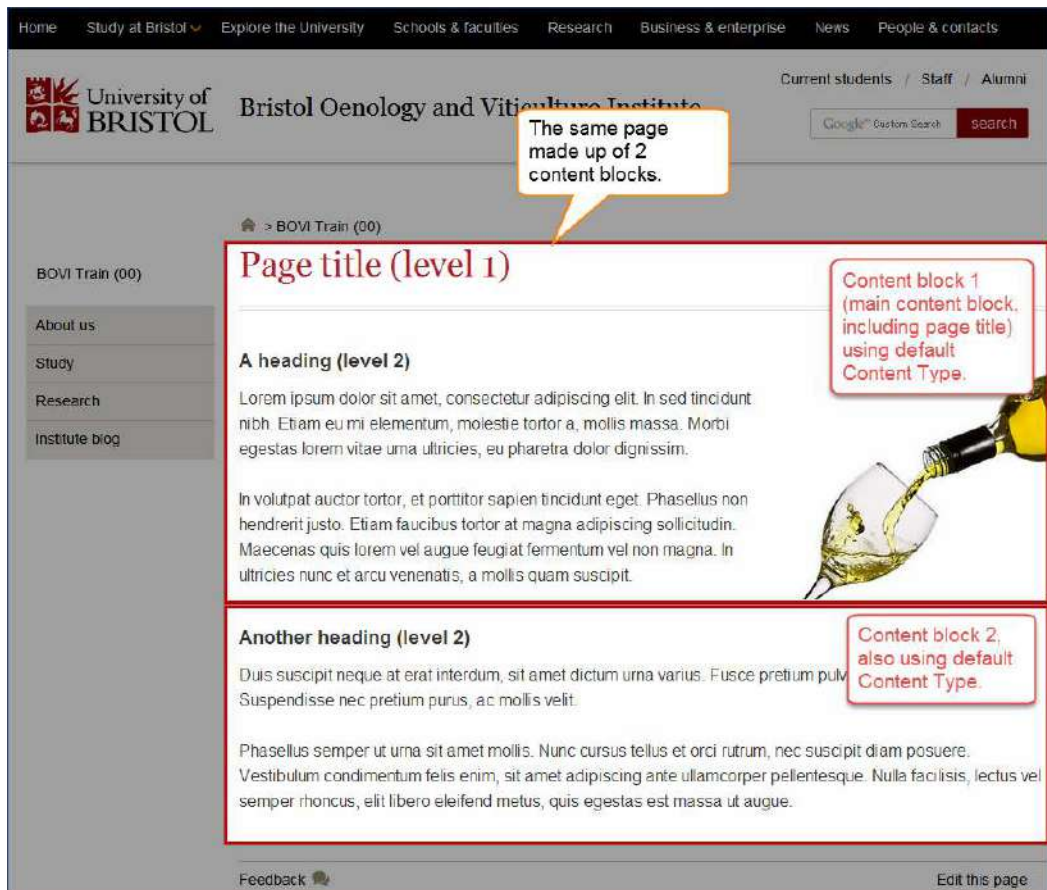 Home Study at Bristol Explore the University Schools & faculties Research Business & enterprise News People & contacts
Current students / Staff / Alumni
University of
BRISTOL
Bristol Oenology and Viticulture Institute
Google Custom Search search
The same page
made up of 2
content blocks.
> BOVI Train (00)
BOVI Train (00)
About us
Study
Research
Institute blog
Page title (level 1)
Content block 1
(main content block,
including page title)
using default
Content Type.
A heading (level 2)
Lorem ipsum dolor sit amet, consectetur adipiscing elit. In sed tincidunt
nibh. Etiam eu mi elementum, molestie tortor a, mollis massa. Morbi
egestas lorem vitae urna ultricies, eu pharetra dolor dignissim.
In volutpat auctor tortor, et porttitor sapien tincidunt eget. Phasellus non
hendrerit justo. Etiam faucibus tortor at magna adipiscing sollicitudin.
Maecenas quis lorem vel augue feugiat fermentum vel non magna. In
ultricies nunc et arcu venenatis, a mollis quam suscipit.
Another heading (level 2)
Content block 2,
also using default
Content Type.
Duis suscipit neque at erat interdum, sit amet dictum urna varius. Fusce pretium pulv
Suspendisse nec pretium purus, ac mollis velit.
Phasellus semper ut urna sit amet mollis. Nunc cursus tellus et orci rutrum, nec suscipit diam posuere.
Vestibulum condimentum felis enim, sit amet adipiscing ante ullamcorper pellentesque. Nulla facilisis, lectus vel
semper rhoncus, elit libero eleifend metus, quis egestas est massa ut augue.
Feedback
Edit this page